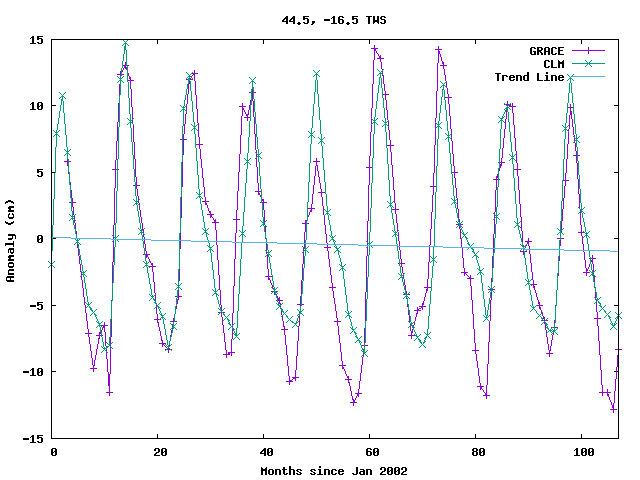 44.5, -16.5 TWS
GRACE
CLM
Trend Line
15
10
5
0
-5
-10
-15
Anomaly (cm)
0 20 40 60 80 100
Months since Jan 2002